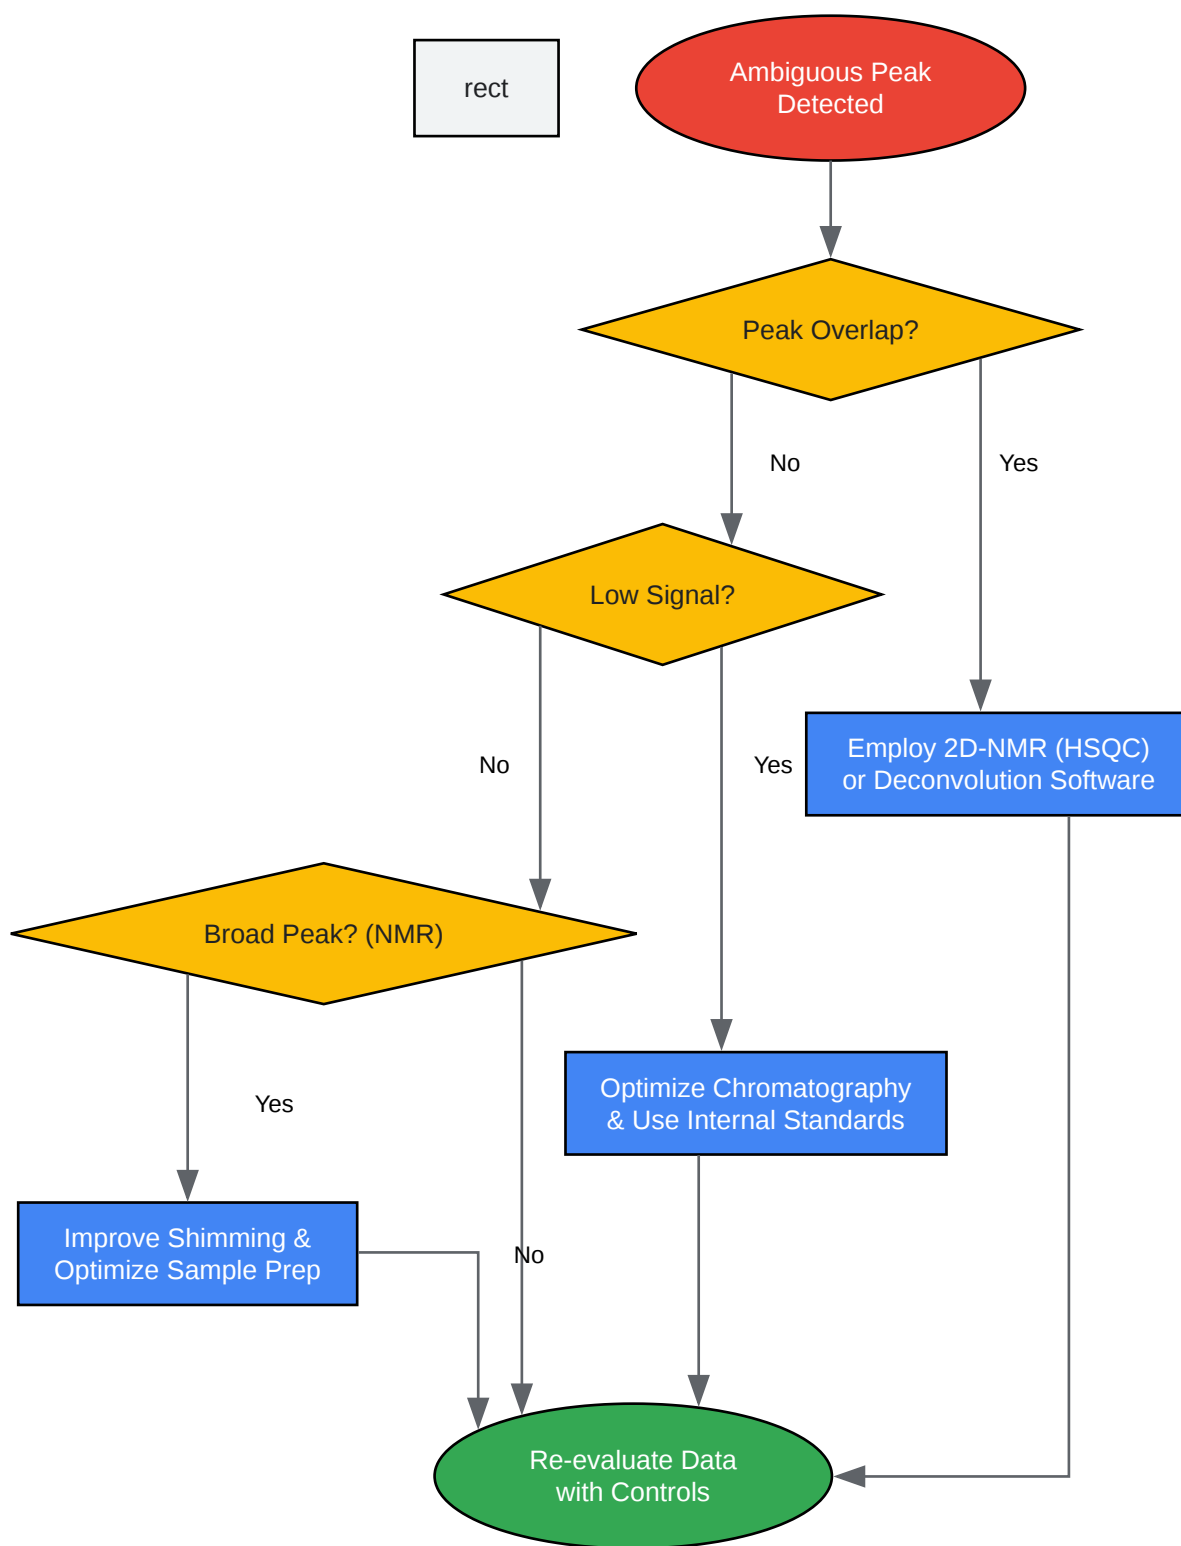 rect
Ambiguous Peak
Detected
Peak Overlap?
No
Yes
Low Signal?
No
Yes
Employ 2D-NMR (HSQC)
or Deconvolution Software
Broad Peak? (NMR)
Yes
Optimize Chromatography
& Use Internal Standards
Improve Shimming &
Optimize Sample Prep
No
Re-evaluate Data
with Controls